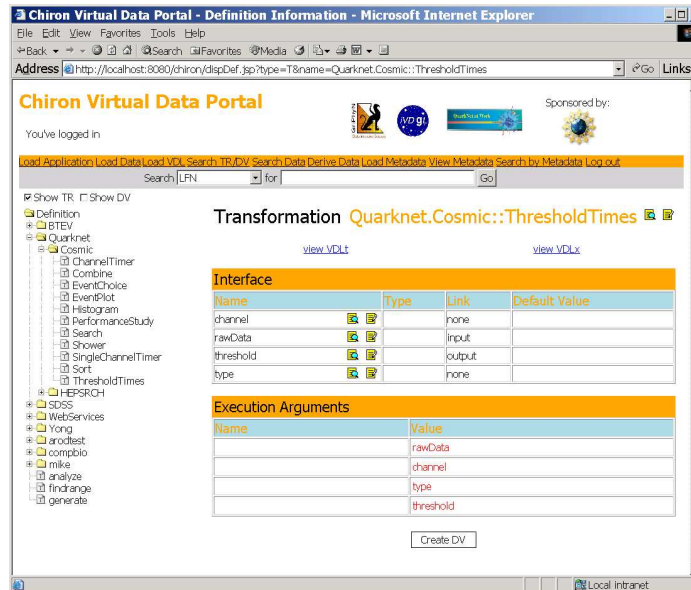 Chiron Virtual Data Portal - Definition Information - Microsoft Internet Explorer
File Edit View Favorites Tools Help
Back Search Favorites Media
Address http://localhost:8080/chiron/dispDef.jsp?type=T&name=Quarknet.Cosmic::ThresholdTimes Go Links
Chiron Virtual Data Portal
You've logged in
GriPhyN
iVDgL
QuarkNet at Work
Sponsored by:
Load Application Load Data Load VDL Search TR/DV Search Data Derive Data Load Metadata View Metadata Search by Metadata Log out
Search LFN for Go
Show TR Show DV
Definition
BTEV
Quarknet
Cosmic
ChannelTimer
Combine
EventChoice
EventPlot
Histogram
PerformanceStudy
Search
Shower
SingleChannelTimer
Sort
ThresholdTimes
HEPSRCH
SDSS
WebServices
Yong
arodtest
compbio
mike
analyze
findrange
generate
Transformation Quarknet.Cosmic::ThresholdTimes
view VDLt view VDLx
Interface
Name Type Link Default Value
channel none
rawData input
threshold output
type none
Execution Arguments
Name Value
rawData
channel
type
threshold
Create DV
Local intranet